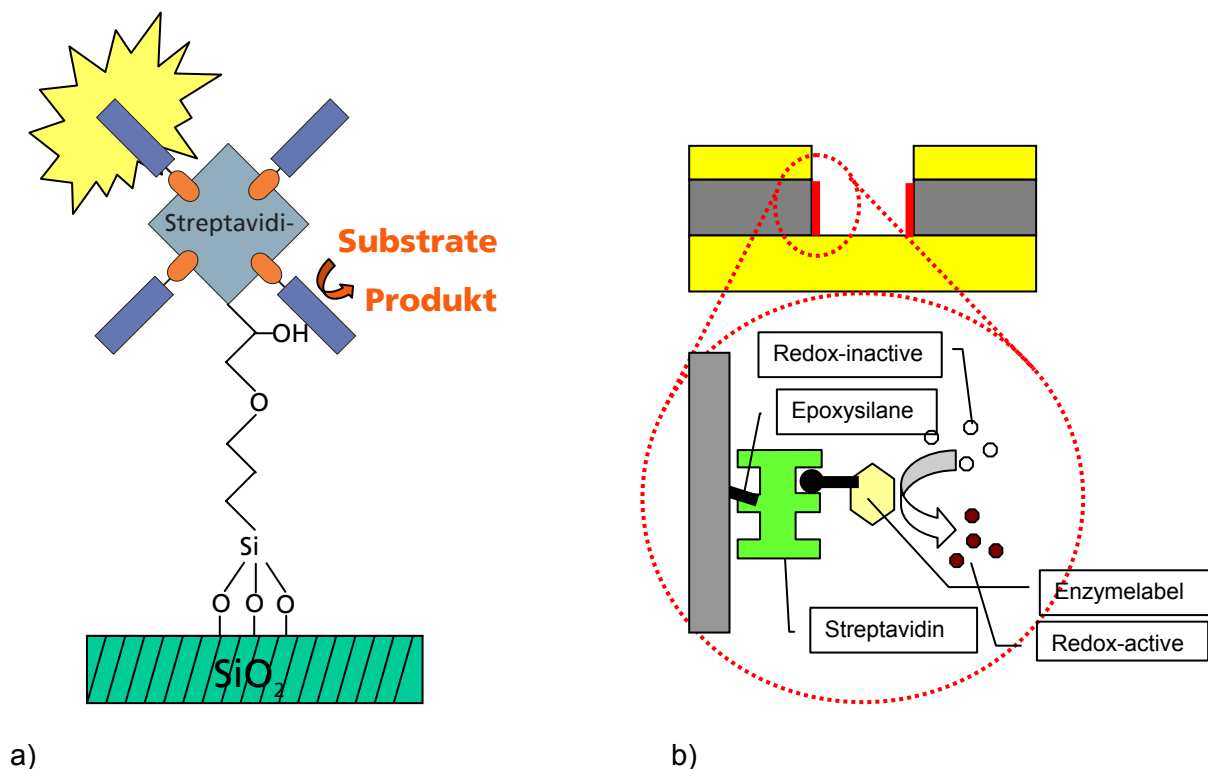 Streptavidi-
Substrate
Produkt
OH
O
Si
O O O
SiO2
a)
Redox-inactive
Epoxysilane
Enzymelabel
Streptavidin
Redox-active
b)